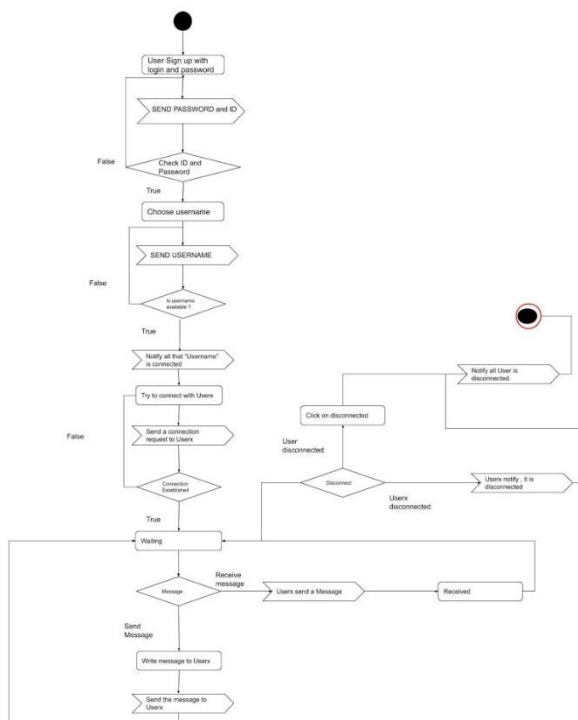 User Sign up with
login and password
SEND PASSWORD and ID
False
Check ID and
Password
True
Choose username
SEND USERNAME
False
Is username
available ?
True
Notify all that "Username"
is connected
Notify all User is
disconnected
Try to connect with Userx
Click on disconnected
Send a connection
request to Userx
False
User
disconnected
Connection
Established
Disconnect
Userx notify , it is
disconnected
Userx
disconnected
True
Waiting
Receive
message
Message
Userx send a Message
Received
Send
Message
Write message to Userx
Send the message to
Userx